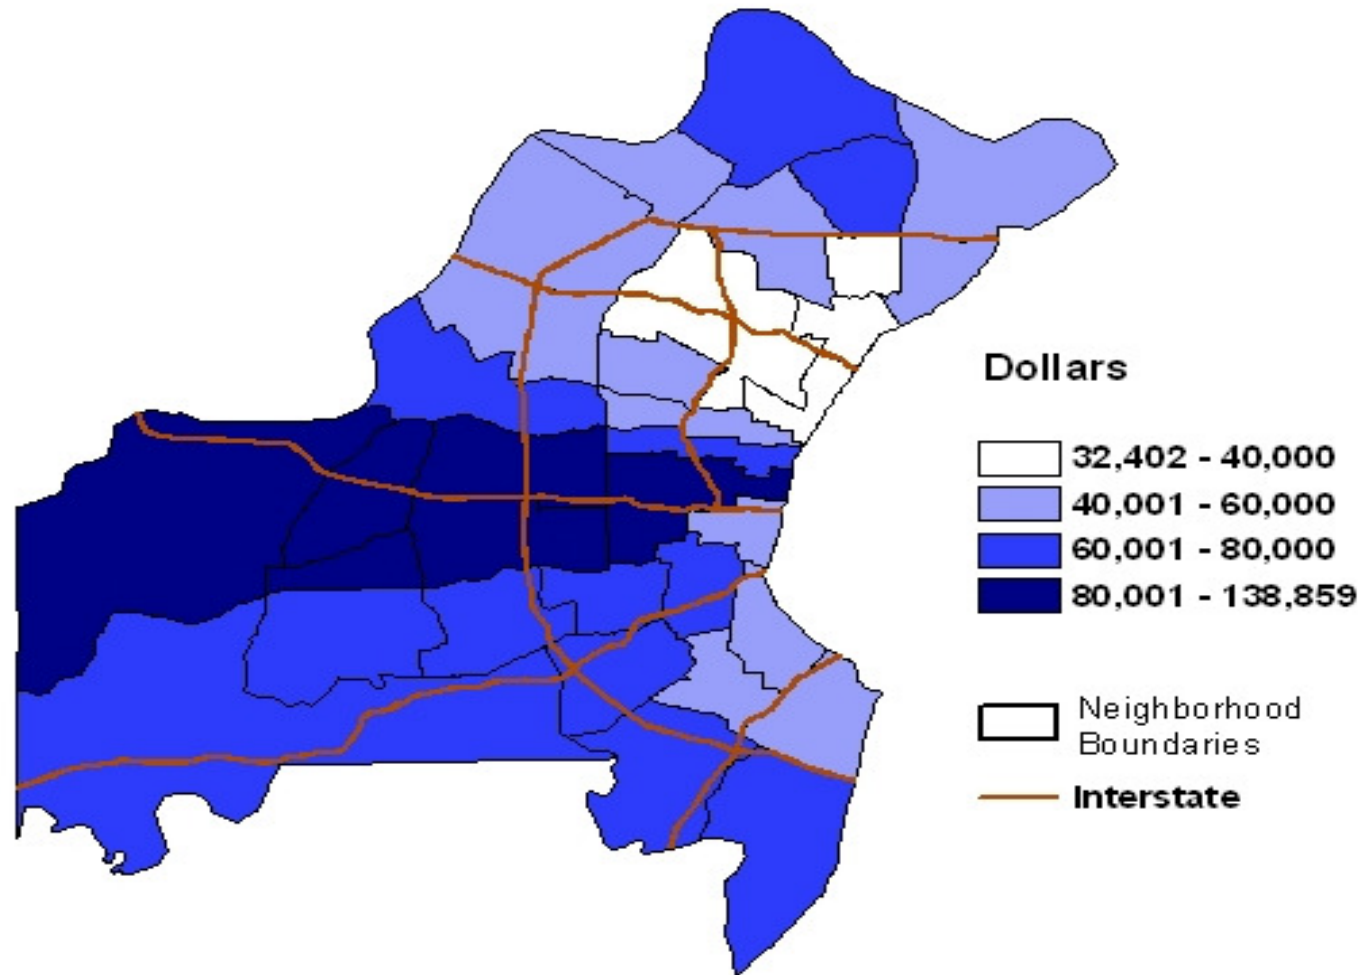 Dollars
32,402 - 40,000
40,001 - 60,000
60,001 - 80,000
80,001 - 138,859
Neighborhood
Boundaries
Interstate